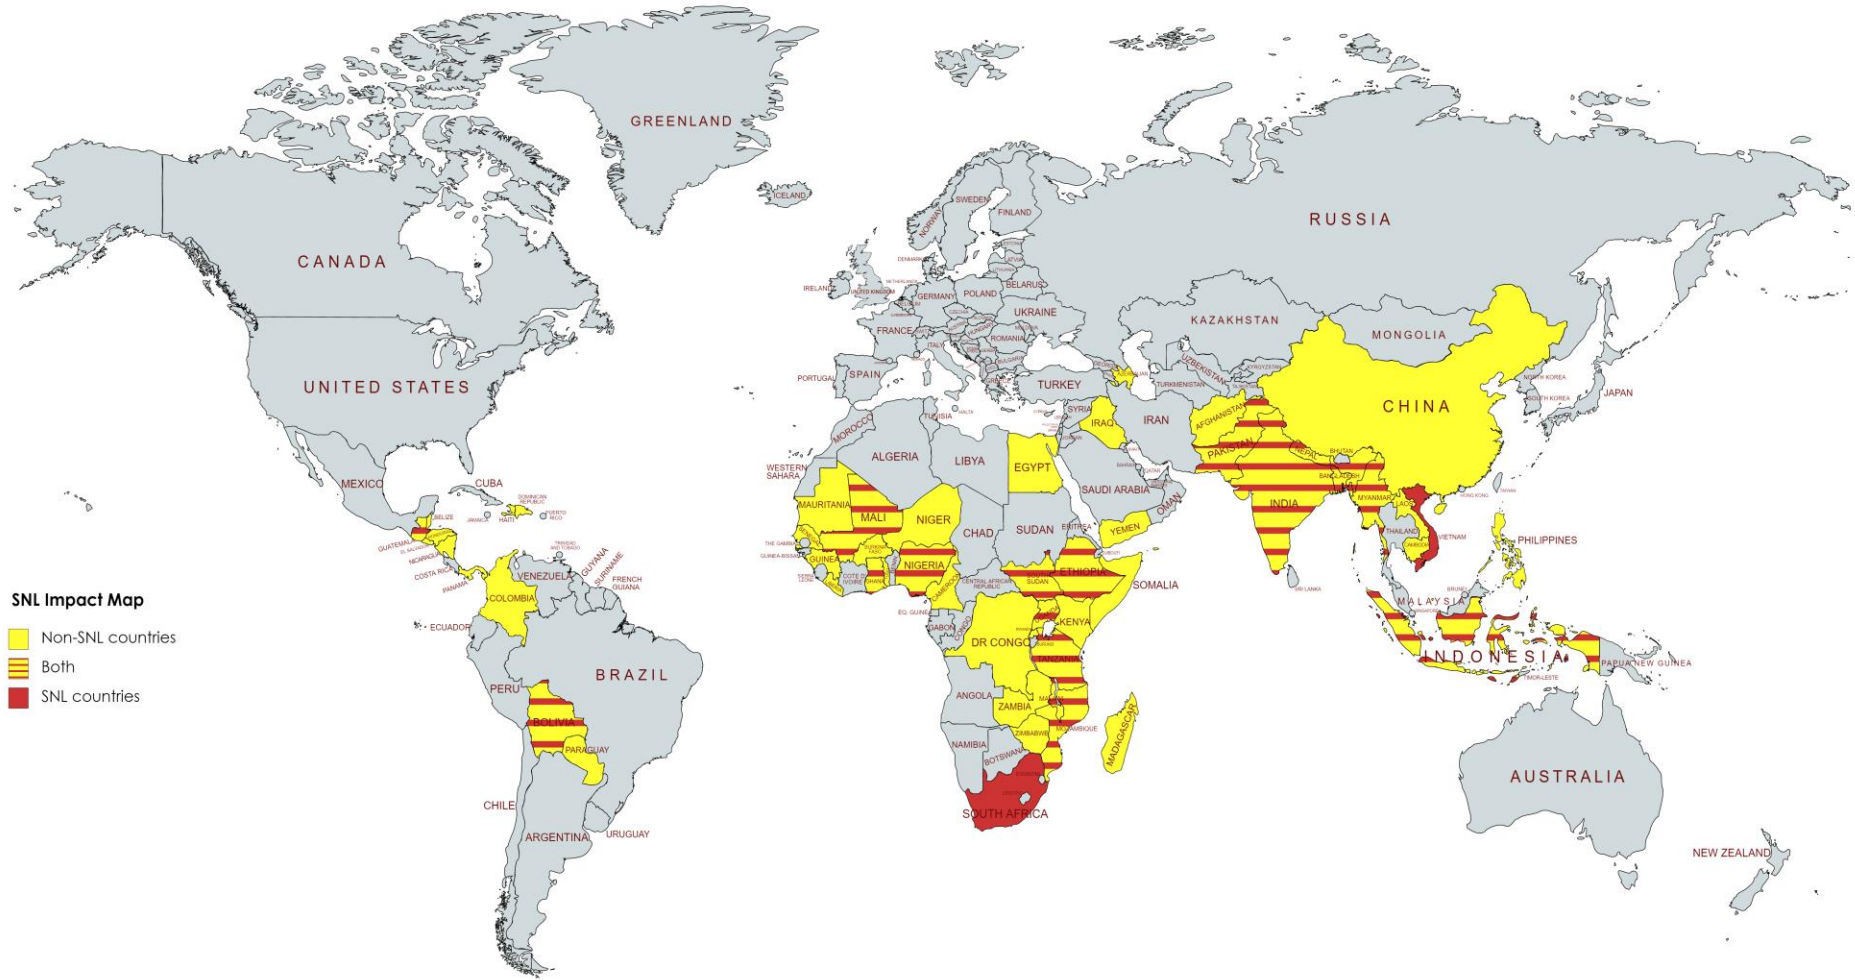 GREENLAND
ICELAND
RUSSIA
CANADA
SWEDEN
FINLAND
NORWAY
DENMARK
IRELAND
UNITED KINGDOM
NETHERLANDS
BELARUS
GERMANY
POLAND
UKRAINE
FRANCE
ROMANIA
ITALY
PORTUGAL
SPAIN
GREECE
TURKEY
KAZAKHSTAN
MONGOLIA
UZBEKISTAN
KYRGYZSTAN
TURKMENISTAN
NORTH KOREA
SOUTH KOREA
JAPAN
UNITED STATES
CHINA
MOROCCO
TUNISIA
MALTA
SYRIA
IRAQ
IRAN
AFGHANISTAN
PAKISTAN
NEPAL
BHUTAN
BANGLADESH
WESTERN
SAHARA
ALGERIA
LIBYA
EGYPT
JORDAN
SAUDI ARABIA
QATAR
OMAN
MEXICO
CUBA
DOMINICAN
REPUBLIC
PUERTO
RICO
JAMAICA
HAITI
BELIZE
GUATEMALA
EL SALVADOR
NICARAGUA
COSTA RICA
PANAMA
TRINIDAD
AND TOBAGO
VENEZUELA
GUYANA
SURINAME
FRENCH
GUIANA
COLOMBIA
ECUADOR
MAURITANIA
MALI
NIGER
CHAD
SUDAN
ERITREA
YEMEN
DJIBOUTI
THE GAMBIA
SENEGAL
GUINEA-BISSAU
GUINEA
SIERRA
LEONE
LIBERIA
COTE D'
IVOIRE
BURKINA
FASO
GHANA
NIGERIA
CAMEROON
CENTRAL AFRICAN
REPUBLIC
SOUTH
SUDAN
ETHIOPIA
SOMALIA
INDIA
SRI LANKA
MYANMAR
LAOS
THAILAND
CAMBODIA
VIETNAM
HONG KONG
TAIWAN
PHILIPPINES
EQ. GUINEA
GABON
CONGO
DR CONGO
UGANDA
KENYA
TANZANIA
MALAYSIA
BRUNEI
SINGAPORE
INDONESIA
PAPUA NEW GUINEA
TIMOR-LESTE
SNL Impact Map
Non-SNL countries
Both
SNL countries
BRAZIL
PERU
BOLIVIA
PARAGUAY
CHILE
ARGENTINA
URUGUAY
ANGOLA
ZAMBIA
MALAWI
MOZAMBIQUE
ZIMBABWE
MADAGASCAR
NAMIBIA
BOTSWANA
SOUTH AFRICA
AUSTRALIA
NEW ZEALAND